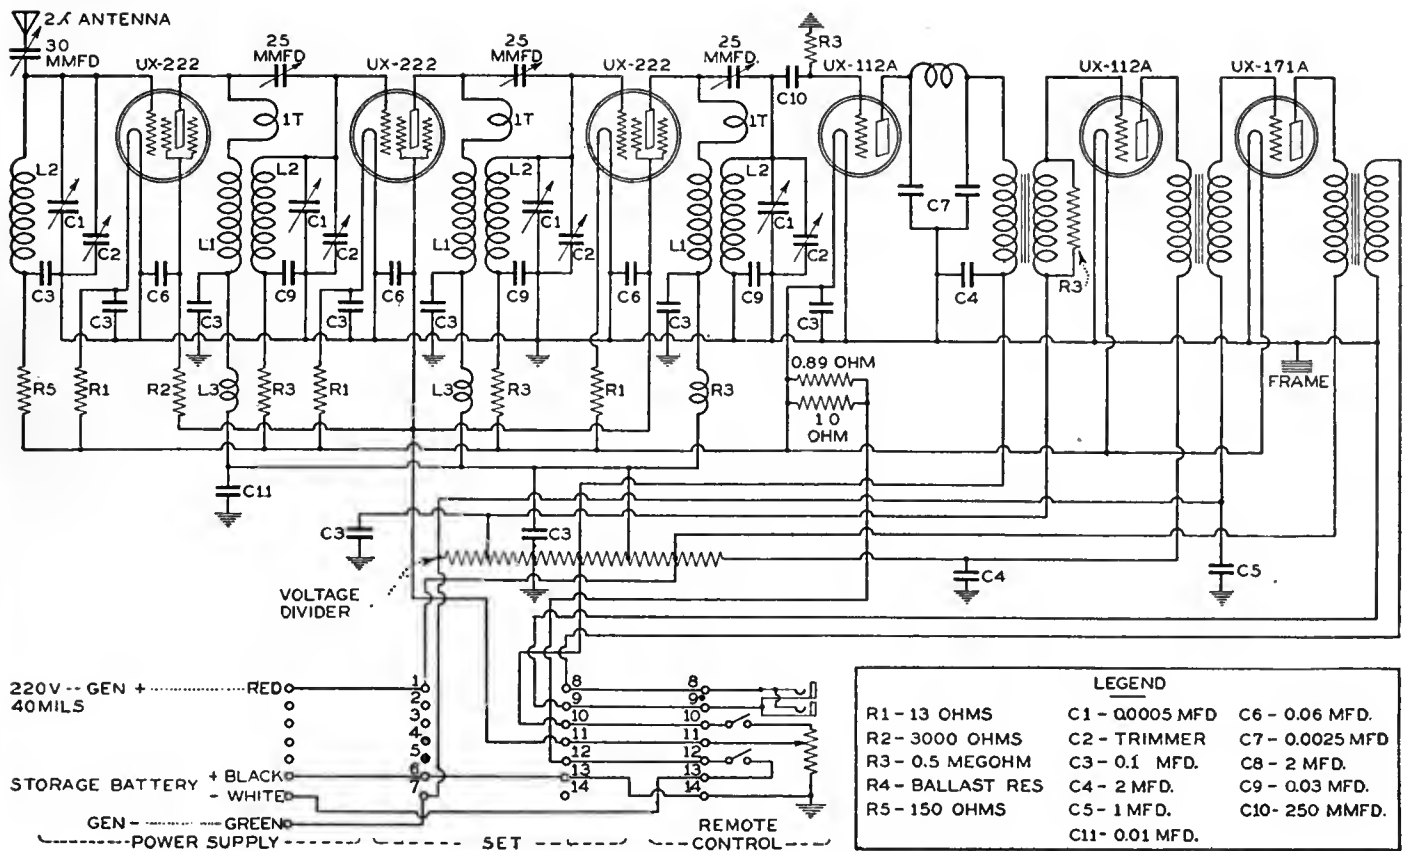 2λ ANTENNA
30
MMFD
UX-222
25
MMFD
UX-222
25
MMFD
UX-222
25
MMFD.
R3
C10
UX-112A
UX-112A
UX-171A
1T
1T
1T
L2
C1
C2
L1
L2
C1
C2
L1
L2
C1
C2
L1
L2
C1
C2
C7
C3
C3
C6
C3
C9
C3
C6
C3
C9
C6
C3
C9
C3
C4
R3
R5
R1
R2
L3
R3
R1
L3
R3
R1
R3
0.89 OHM
10
OHM
FRAME
C11
C3
C3
C4
C5
VOLTAGE
DIVIDER
220V -- GEN + RED
40 MILS
1
2
3
4
5
6
7
8
9
10
11
12
13
14
8
9
10
11
12
13
14
STORAGE BATTERY + BLACK
- WHITE
GEN- GREEN
POWER SUPPLY
SET
REMOTE
CONTROL
LEGEND
R1 - 13 OHMS C1 - 0.0005 MFD C6 - 0.06 MFD.
R2 - 3000 OHMS C2 - TRIMMER C7 - 0.0025 MFD
R3 - 0.5 MEGOHM C3 - 0.1 MFD. C8 - 2 MFD.
R4 - BALLAST RES C4 - 2 MFD. C9 - 0.03 MFD.
R5 - 150 OHMS C5 - 1 MFD. C10 - 250 MMFD.
C11 - 0.01 MFD.